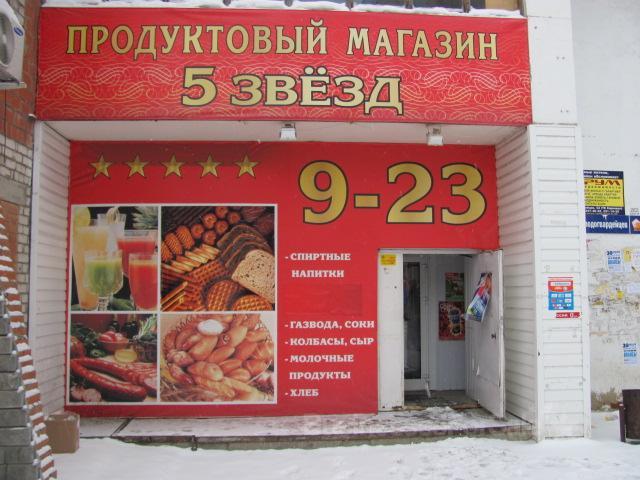 ПРОДУКТОВЫЙ МАГАЗИН
5 ЗВЁЗД
9-23
- СПИРТНЫЕ
НАПИТКИ
- ГАЗВОДА, СОКИ
- КОЛБАСЫ, СЫР
- МОЛОЧНЫЕ
ПРОДУКТЫ
- ХЛЕБ